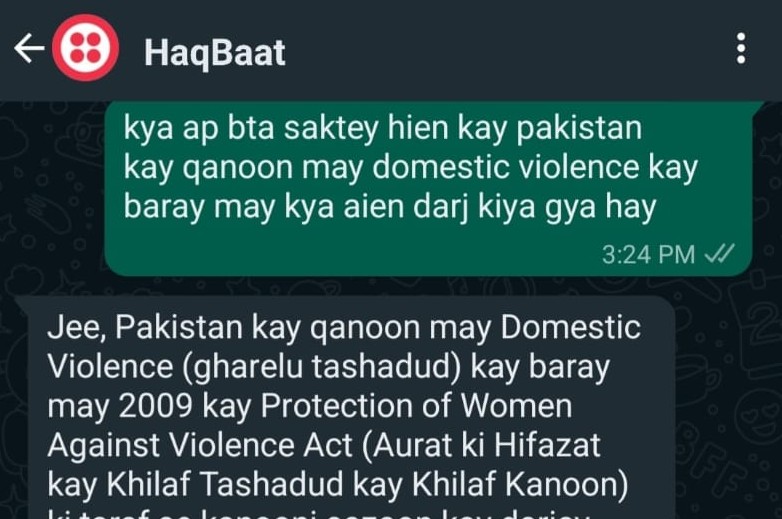 HaqBaat
kya ap bta saktey hien kay pakistan
kay qanoon may domestic violence kay
baray may kya aien darj kiya gya hay
3:24 PM
Jee, Pakistan kay qanoon may Domestic
Violence (gharelu tashadud) kay baray
may 2009 kay Protection of Women
Against Violence Act (Aurat ki Hifazat
kay Khilaf Tashadud kay Khilaf Kanoon)